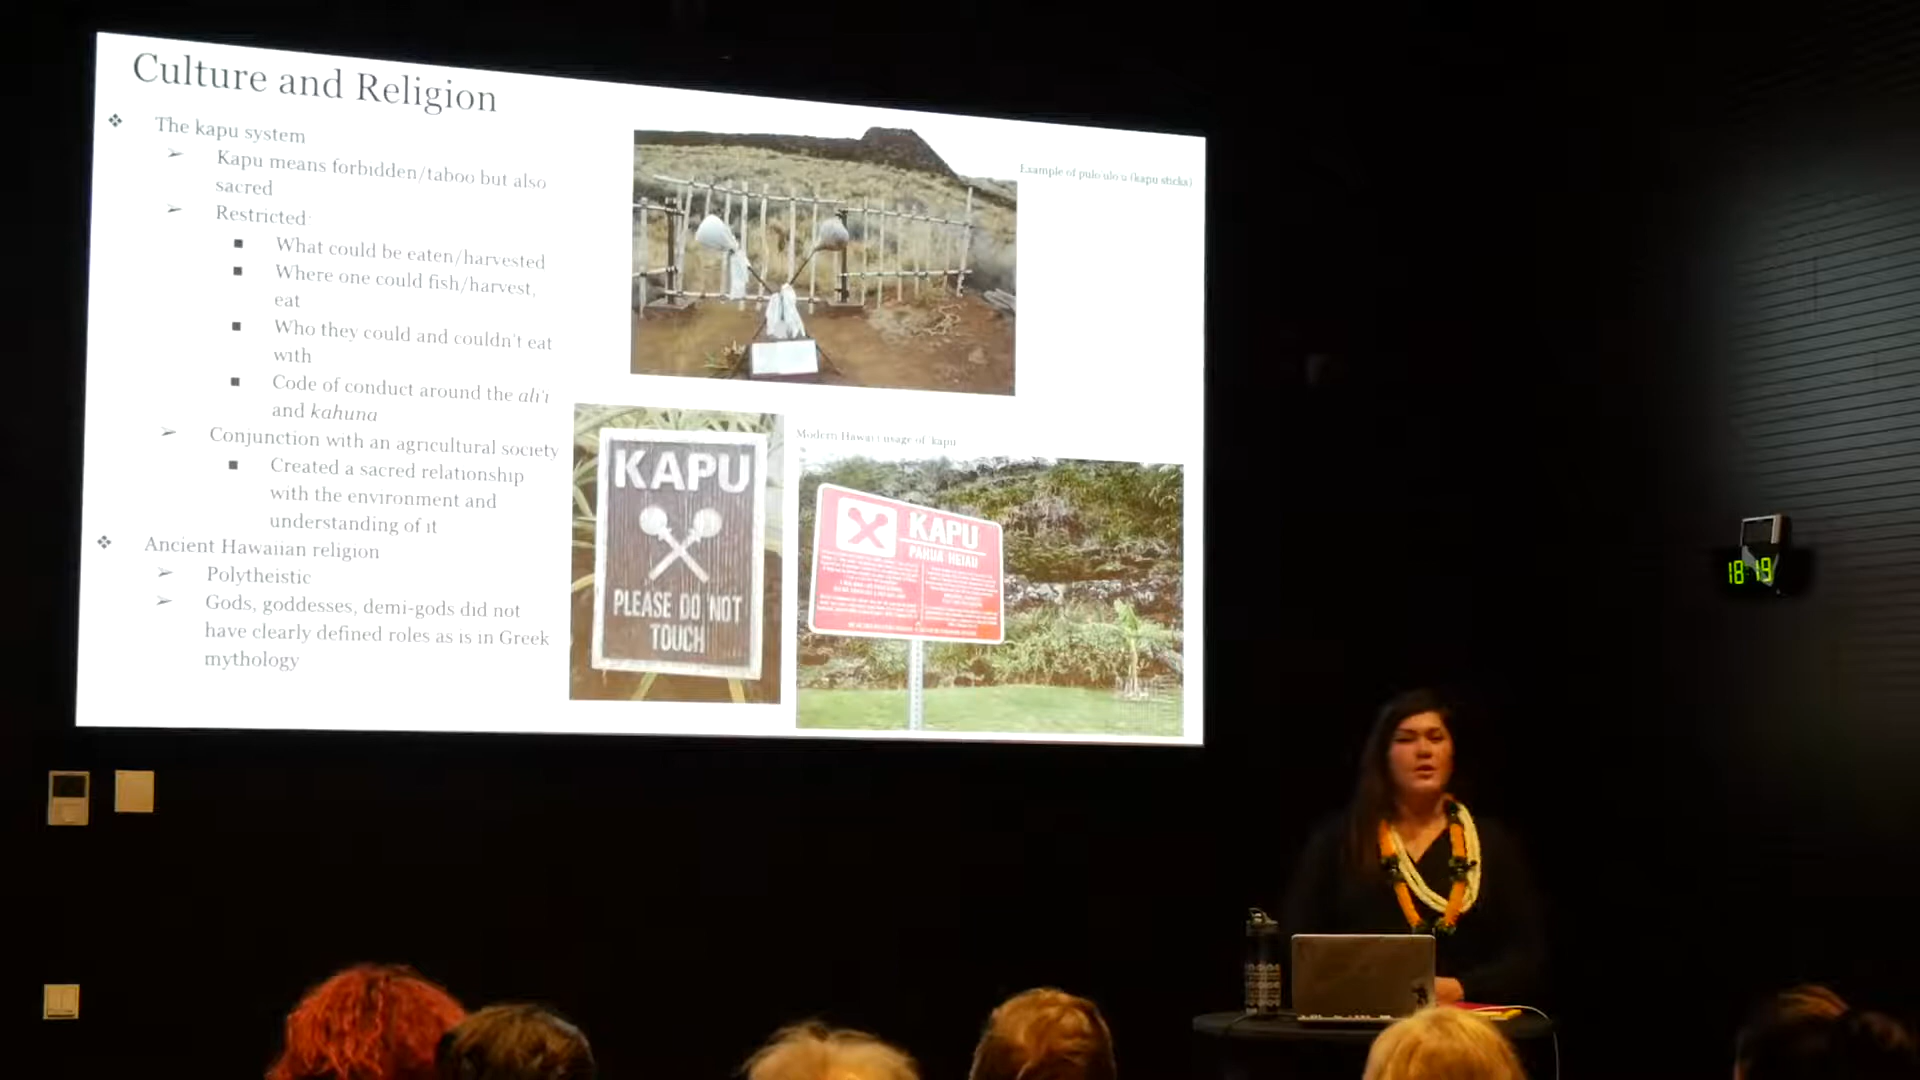 Culture and Religion
The kapu system
Kapu means forbidden/taboo but also
sacred
Restricted:
What could be eaten/harvested
Where one could fish/harvest,
eat
Who they could and couldn't eat
with
Code of conduct around the ali'i
and kahuna
Conjunction with an agricultural society
Created a sacred relationship
with the environment and
understanding of it
Ancient Hawaiian religion
Polytheistic
Gods, goddesses, demi-gods did not
have clearly defined roles as is in Greek
mythology
Example of pulo'ulo'u (kapu sticks)
Modern Hawai'i usage of kapu
KAPU
PLEASE DO NOT
TOUCH
KAPU
PAHUA HEIAU
18:19